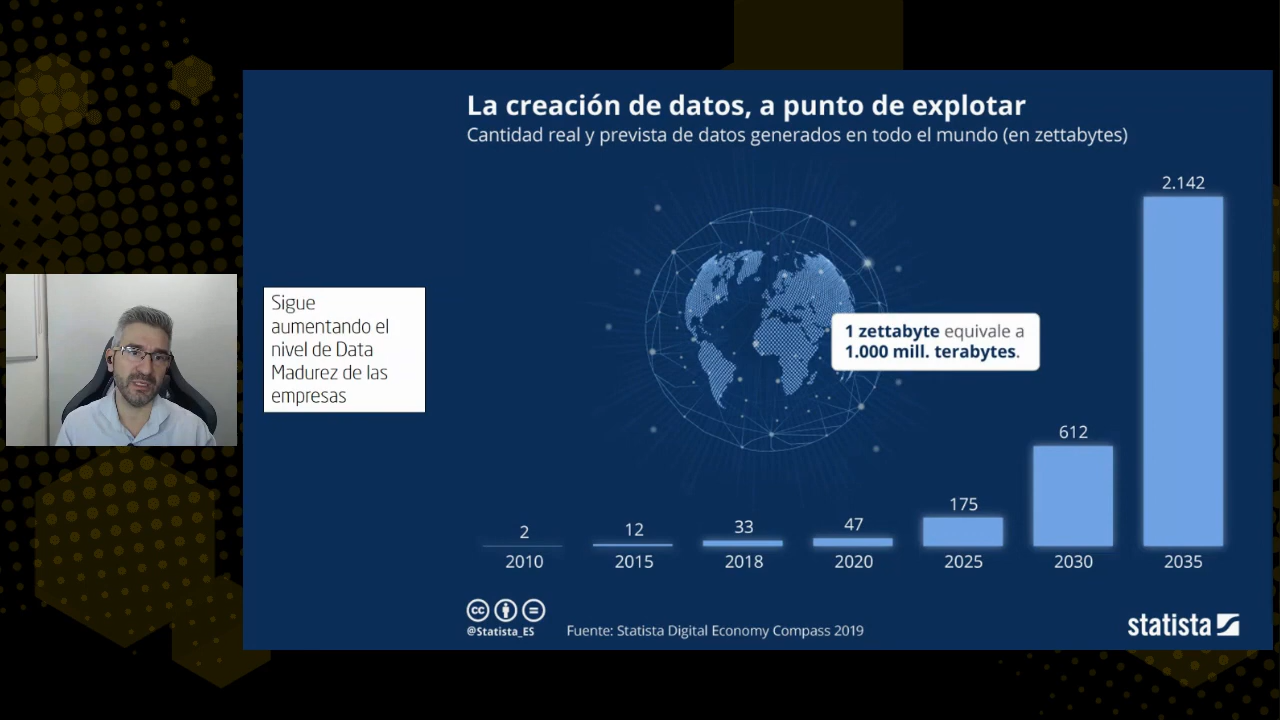 La creación de datos, a punto de explotar
Cantidad real y prevista de datos generados en todo el mundo (en zettabytes)
Sigue
aumentando el
nivel de Data
Madurez de las
empresas
1 zettabyte equivale a
1.000 mill. terabytes.
2
12
33
47
175
612
2.142
2010
2015
2018
2020
2025
2030
2035
cc
@Statista_ES
Fuente: Statista Digital Economy Compass 2019
statista